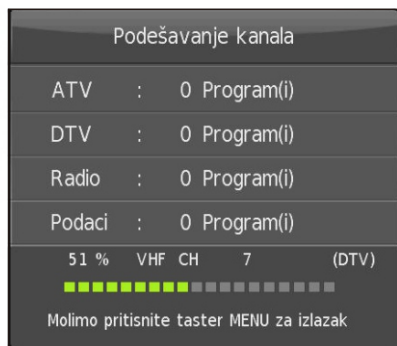 Podešavanje kanala
ATV : 0 Program(i)
DTV : 0 Program(i)
Radio : 0 Program(i)
Podaci : 0 Program(i)
51 % VHF CH 7 (DTV)
Molimo pritisnite taster MENU za izlazak